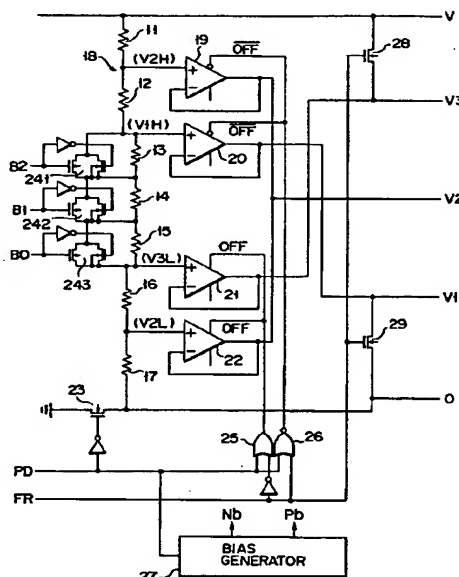 11
V
19
OFF
28
18
(V2H)
12
V3
(V1H)
OFF
B2
13
20
241
V2
B1
14
242
15
B0
OFF
(V3L)
V1
243
16
21
(V2L)
OFF
29
17
22
23
O
25
26
PD
FR
Nb
Pb
BIAS
GENERATOR
27